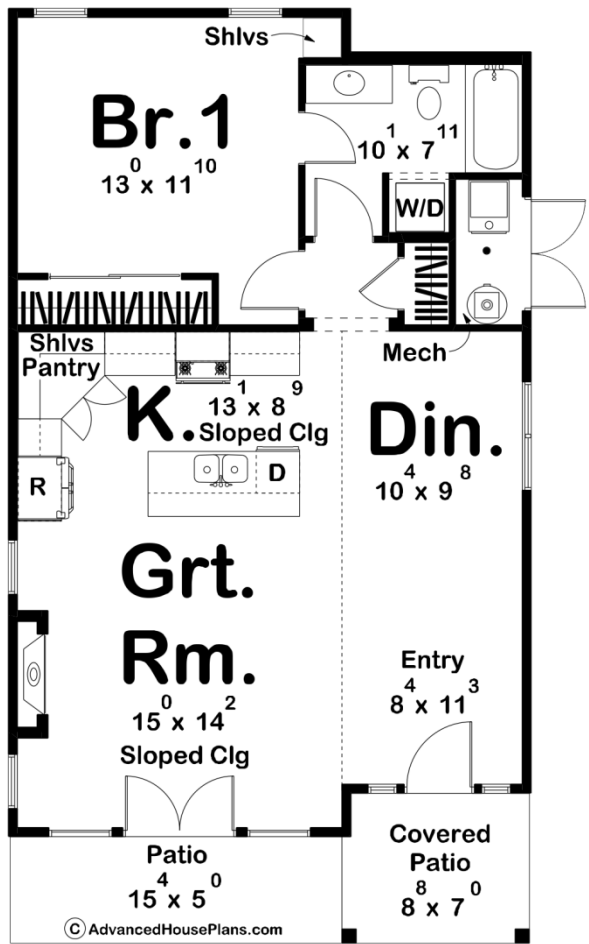 Shlvs
Br.1
13⁰ x 11¹⁰
10¹ x 7¹¹
W/D
Shlvs
Pantry
Mech
K.
13¹ x 8⁹
Sloped Clg
Din.
10⁴ x 9⁸
R
D
Grt.
Rm.
15⁰ x 14²
Sloped Clg
Entry
8⁴ x 11³
Patio
15⁴ x 5⁰
Covered
Patio
8⁸ x 7⁰
© AdvancedHousePlans.com